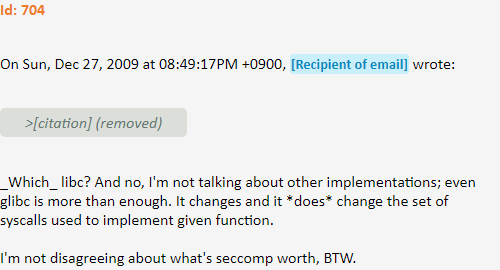 Id: 704
On Sun, Dec 27, 2009 at 08:49:17PM +0900, [Recipient of email] wrote:
>[citation] (removed)
_Which_ libc? And no, I'm not talking about other implementations; even
glibc is more than enough. It changes and it *does* change the set of
syscalls used to implement given function.
I'm not disagreeing about what's seccomp worth, BTW.